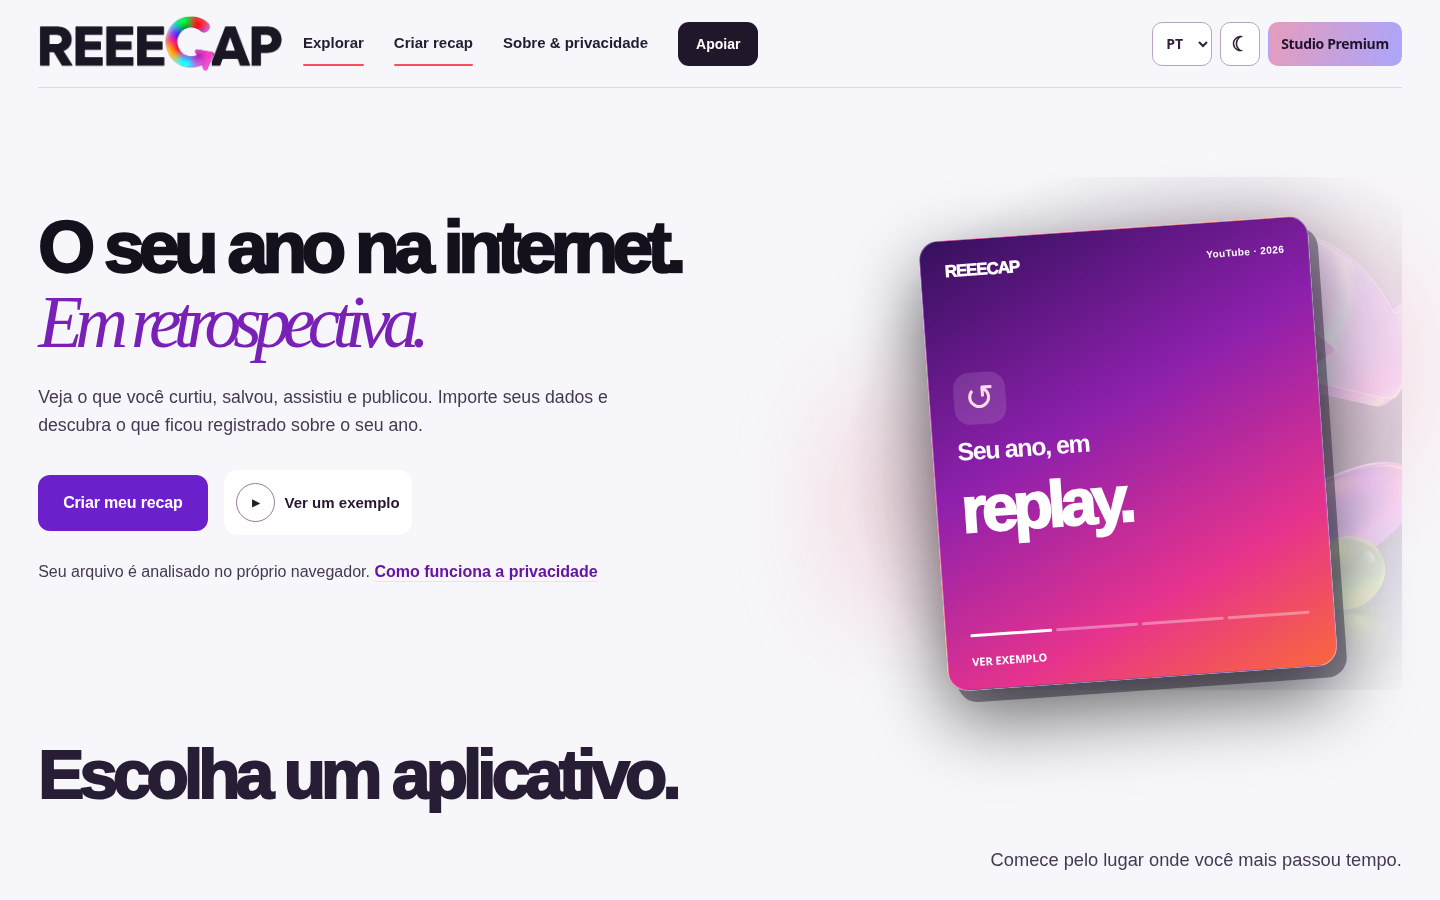 REEECAP
Explorar
Criar recap
Sobre & privacidade
Apoiar
PT
Studio Premium
O seu ano na internet.
Em retrospectiva.
Veja o que você curtiu, salvou, assistiu e publicou. Importe seus dados e
descubra o que ficou registrado sobre o seu ano.
Criar meu recap
Ver um exemplo
Seu arquivo é analisado no próprio navegador. Como funciona a privacidade
REEECAP
YouTube · 2026
Seu ano, em
replay.
VER EXEMPLO
Escolha um aplicativo.
Comece pelo lugar onde você mais passou tempo.